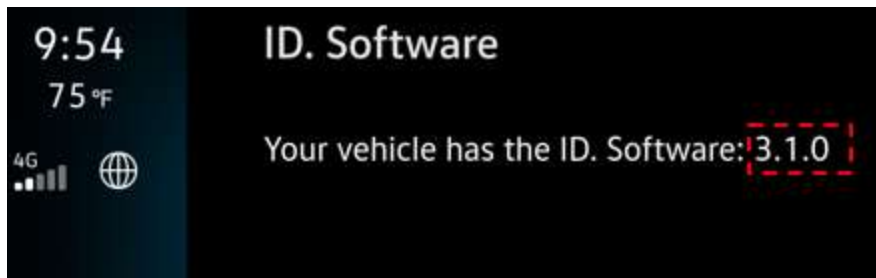 9:54
75°F
4G
ID. Software
Your vehicle has the ID. Software: 3.1.0